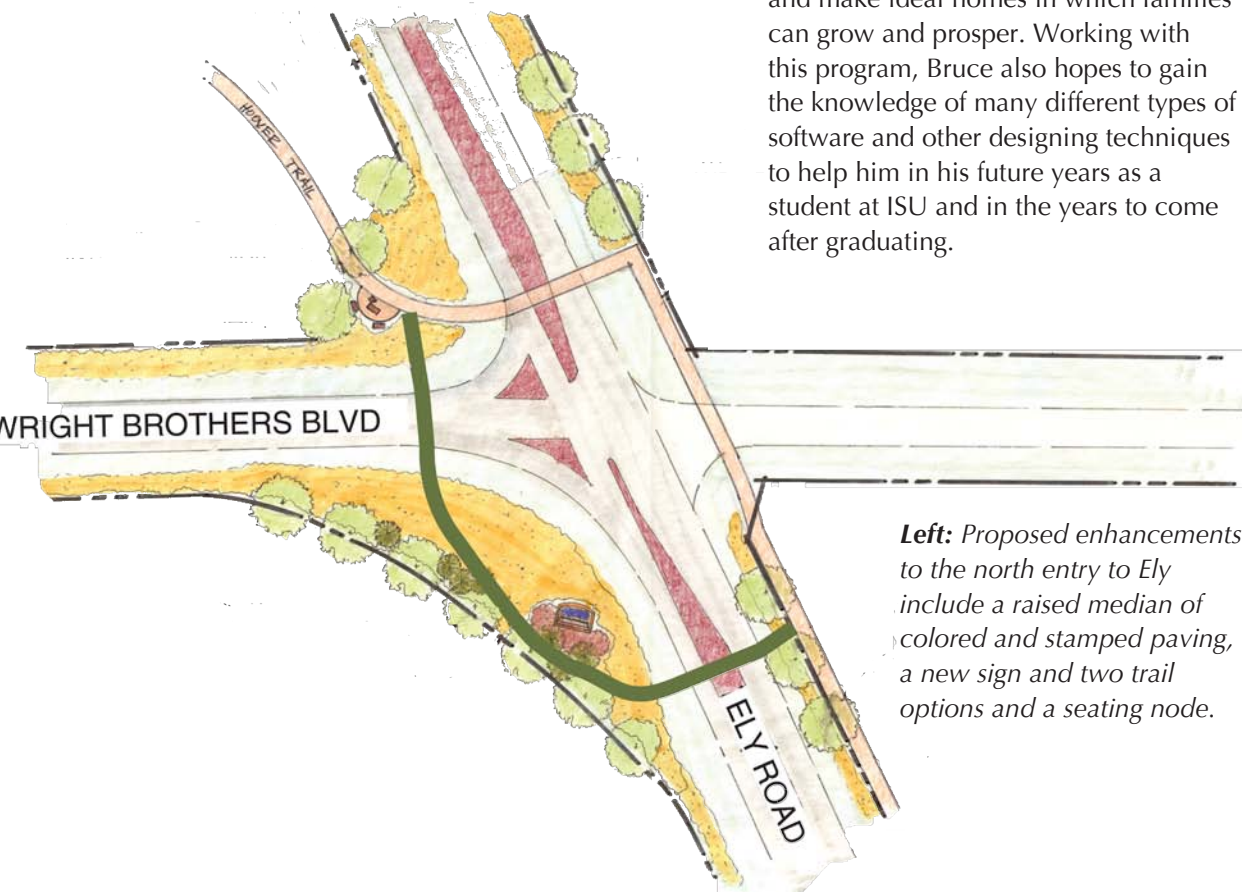 and make ideal homes in which families
can grow and prosper. Working with
this program, Bruce also hopes to gain
the knowledge of many different types of
software and other designing techniques
to help him in his future years as a
student at ISU and in the years to come
after graduating.
HOOVER TRAIL
WRIGHT BROTHERS BLVD
Left: Proposed enhancements
to the north entry to Ely
include a raised median of
colored and stamped paving,
a new sign and two trail
options and a seating node.
ELY ROAD